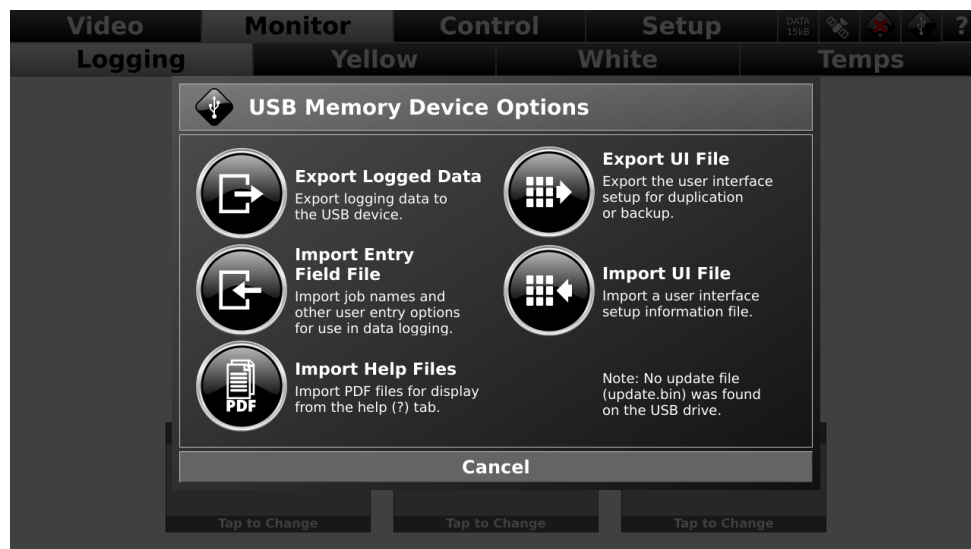 Video Monitor Control Setup DATA 15kB ?
Logging Yellow White Temps
USB Memory Device Options
Export Logged Data
Export logging data to
the USB device.
Export UI File
Export the user interface
setup for duplication
or backup.
Import Entry
Field File
Import job names and
other user entry options
for use in data logging.
Import UI File
Import a user interface
setup information file.
PDF
Import Help Files
Import PDF files for display
from the help (?) tab.
Note: No update file
(update.bin) was found
on the USB drive.
Cancel
Tap to Change Tap to Change Tap to Change